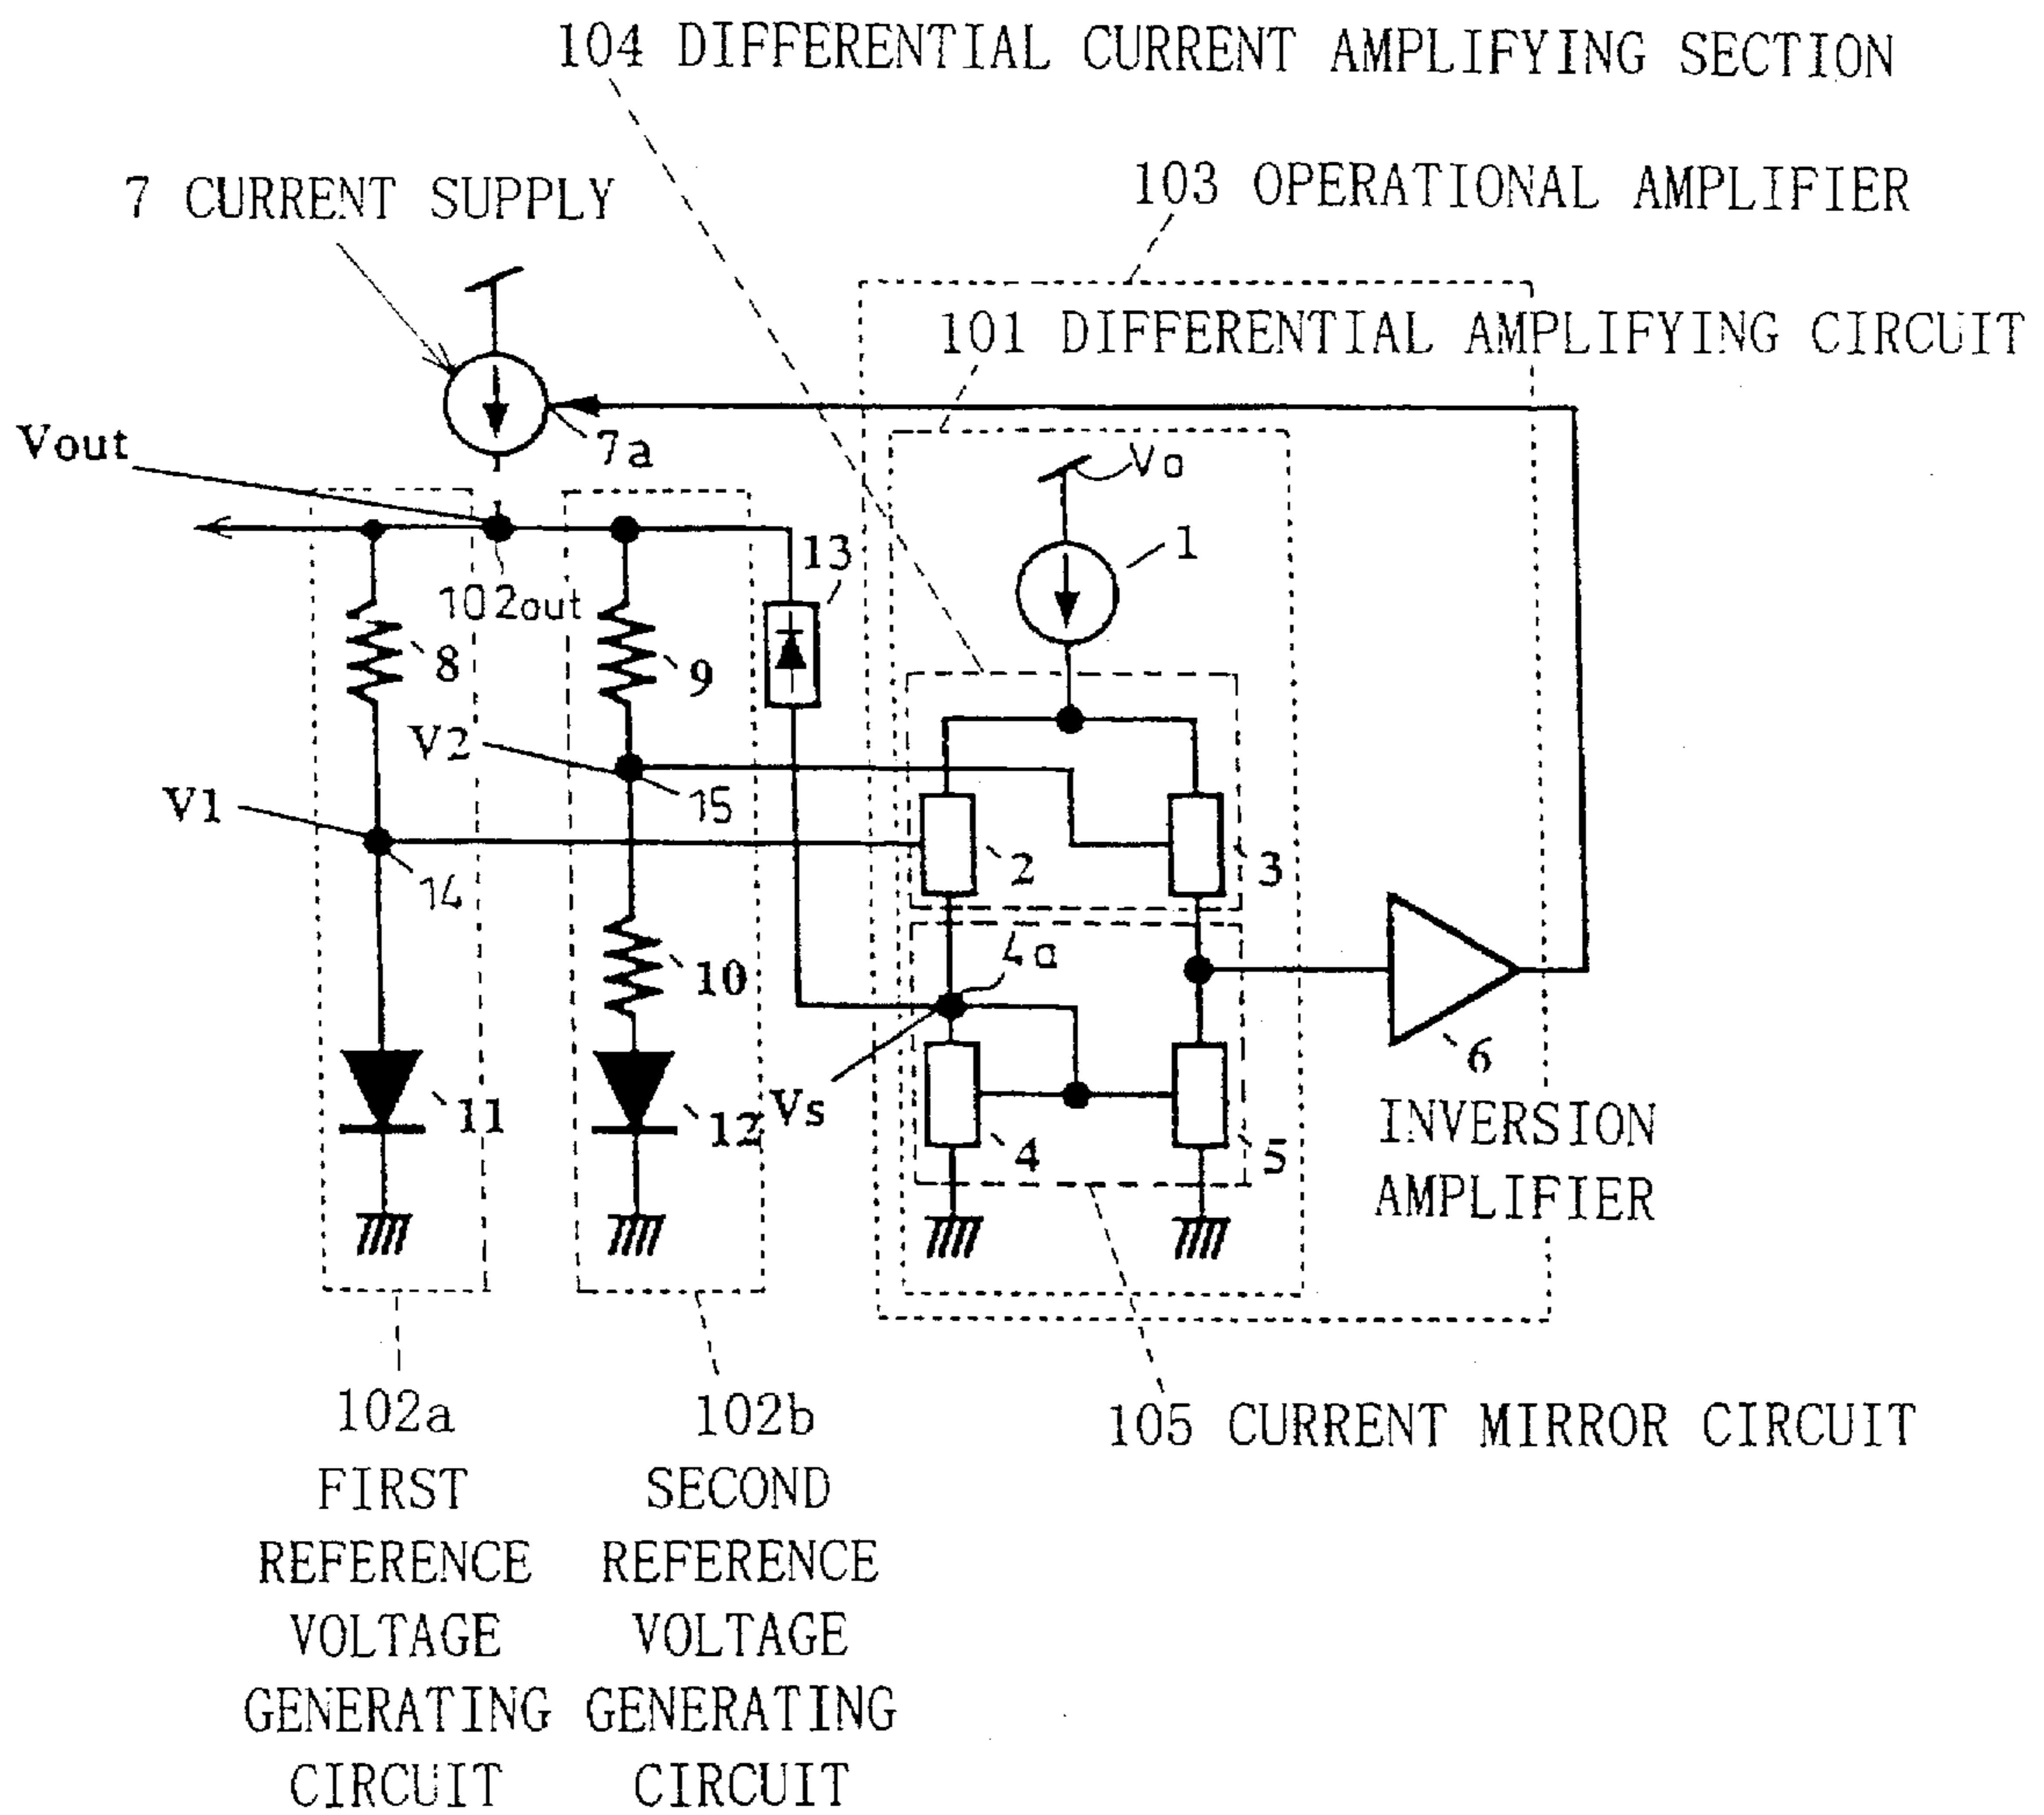 104 DIFFERENTIAL CURRENT AMPLIFYING SECTION
103 OPERATIONAL AMPLIFIER
7 CURRENT SUPPLY
101 DIFFERENTIAL AMPLIFYING CIRCUIT
7a
Vout
Vo
1
13
102out
8
9
V2
V1
15
14
2
3
4a
10
6
INVERSION
AMPLIFIER
11
12
Vs
4
5
102a
FIRST
REFERENCE
VOLTAGE
GENERATING
CIRCUIT
102b
SECOND
REFERENCE
VOLTAGE
GENERATING
CIRCUIT
105 CURRENT MIRROR CIRCUIT